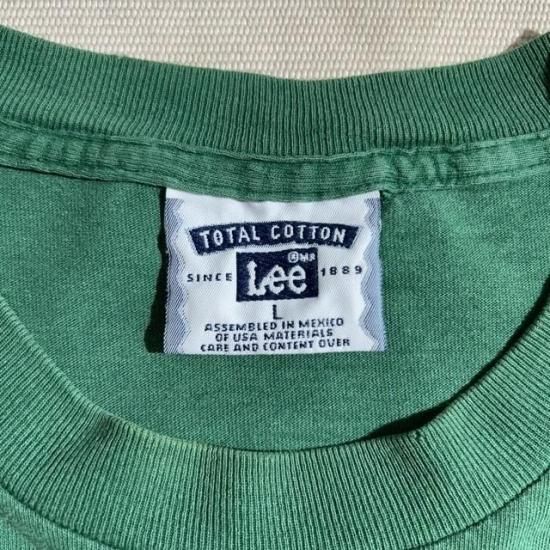 TOTAL COTTON
®MR
SINCE Lee 1889
L
ASSEMBLED IN MEXICO
OF USA MATERIALS
CARE AND CONTENT OVER